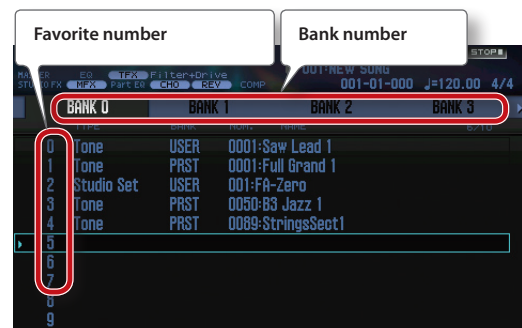 Favorite number
Bank number
STOP
EQ TFX Filter+Drive
001:NEW SONG
MFX Part EQ CHO REV COMP
001-01-000 ♩=120.00 4/4
BANK 0 BANK 1 BANK 2 BANK 3
TYPE BANK NUM. NAME 6/10
0 Tone USER 0001:Saw Lead 1
1 Tone PRST 0001:Full Grand 1
2 Studio Set USER 001:FA-Zero
3 Tone PRST 0050:B3 Jazz 1
4 Tone PRST 0089:StringsSect1
5
6
7
8
9